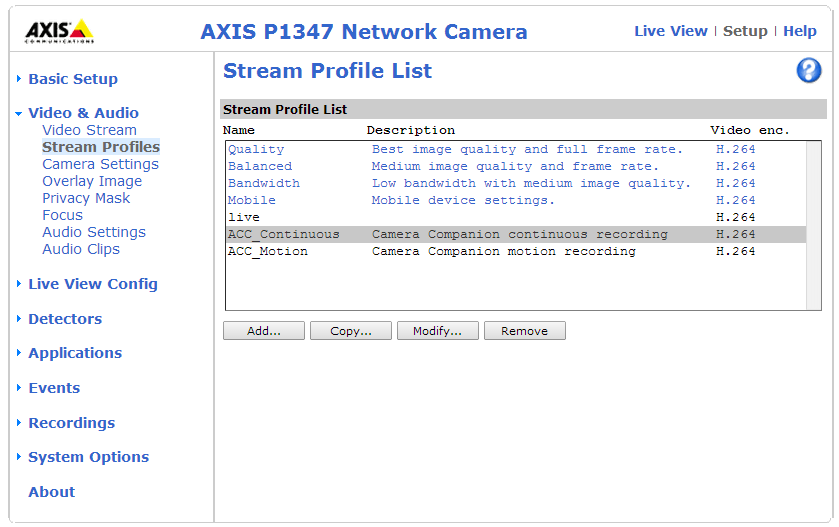 AXIS
COMMUNICATIONS
AXIS P1347 Network Camera
Live View | Setup | Help
Basic Setup
Video & Audio
Video Stream
Stream Profiles
Camera Settings
Overlay Image
Privacy Mask
Focus
Audio Settings
Audio Clips
Live View Config
Detectors
Applications
Events
Recordings
System Options
About
Stream Profile List
?
Stream Profile List
Name Description Video enc.
Quality Best image quality and full frame rate. H.264
Balanced Medium image quality and frame rate. H.264
Bandwidth Low bandwidth with medium image quality. H.264
Mobile Mobile device settings. H.264
live H.264
ACC_Continuous Camera Companion continuous recording H.264
ACC_Motion Camera Companion motion recording H.264
Add... Copy... Modify... Remove